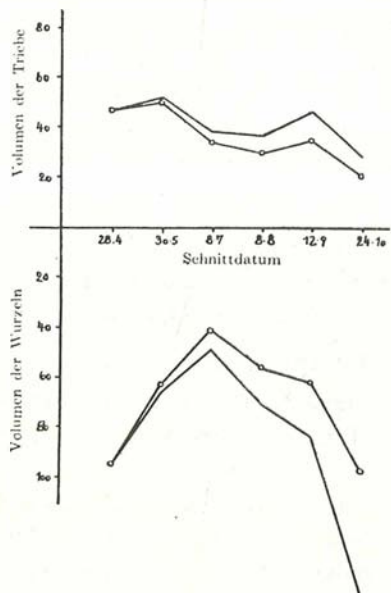 Volumen der Triebe
80
60
40
20
28.4 30.5 8.7 8-8 12.9 24-10
Schnittdatum
Volumen der Wurzeln
20
40
60
80
100